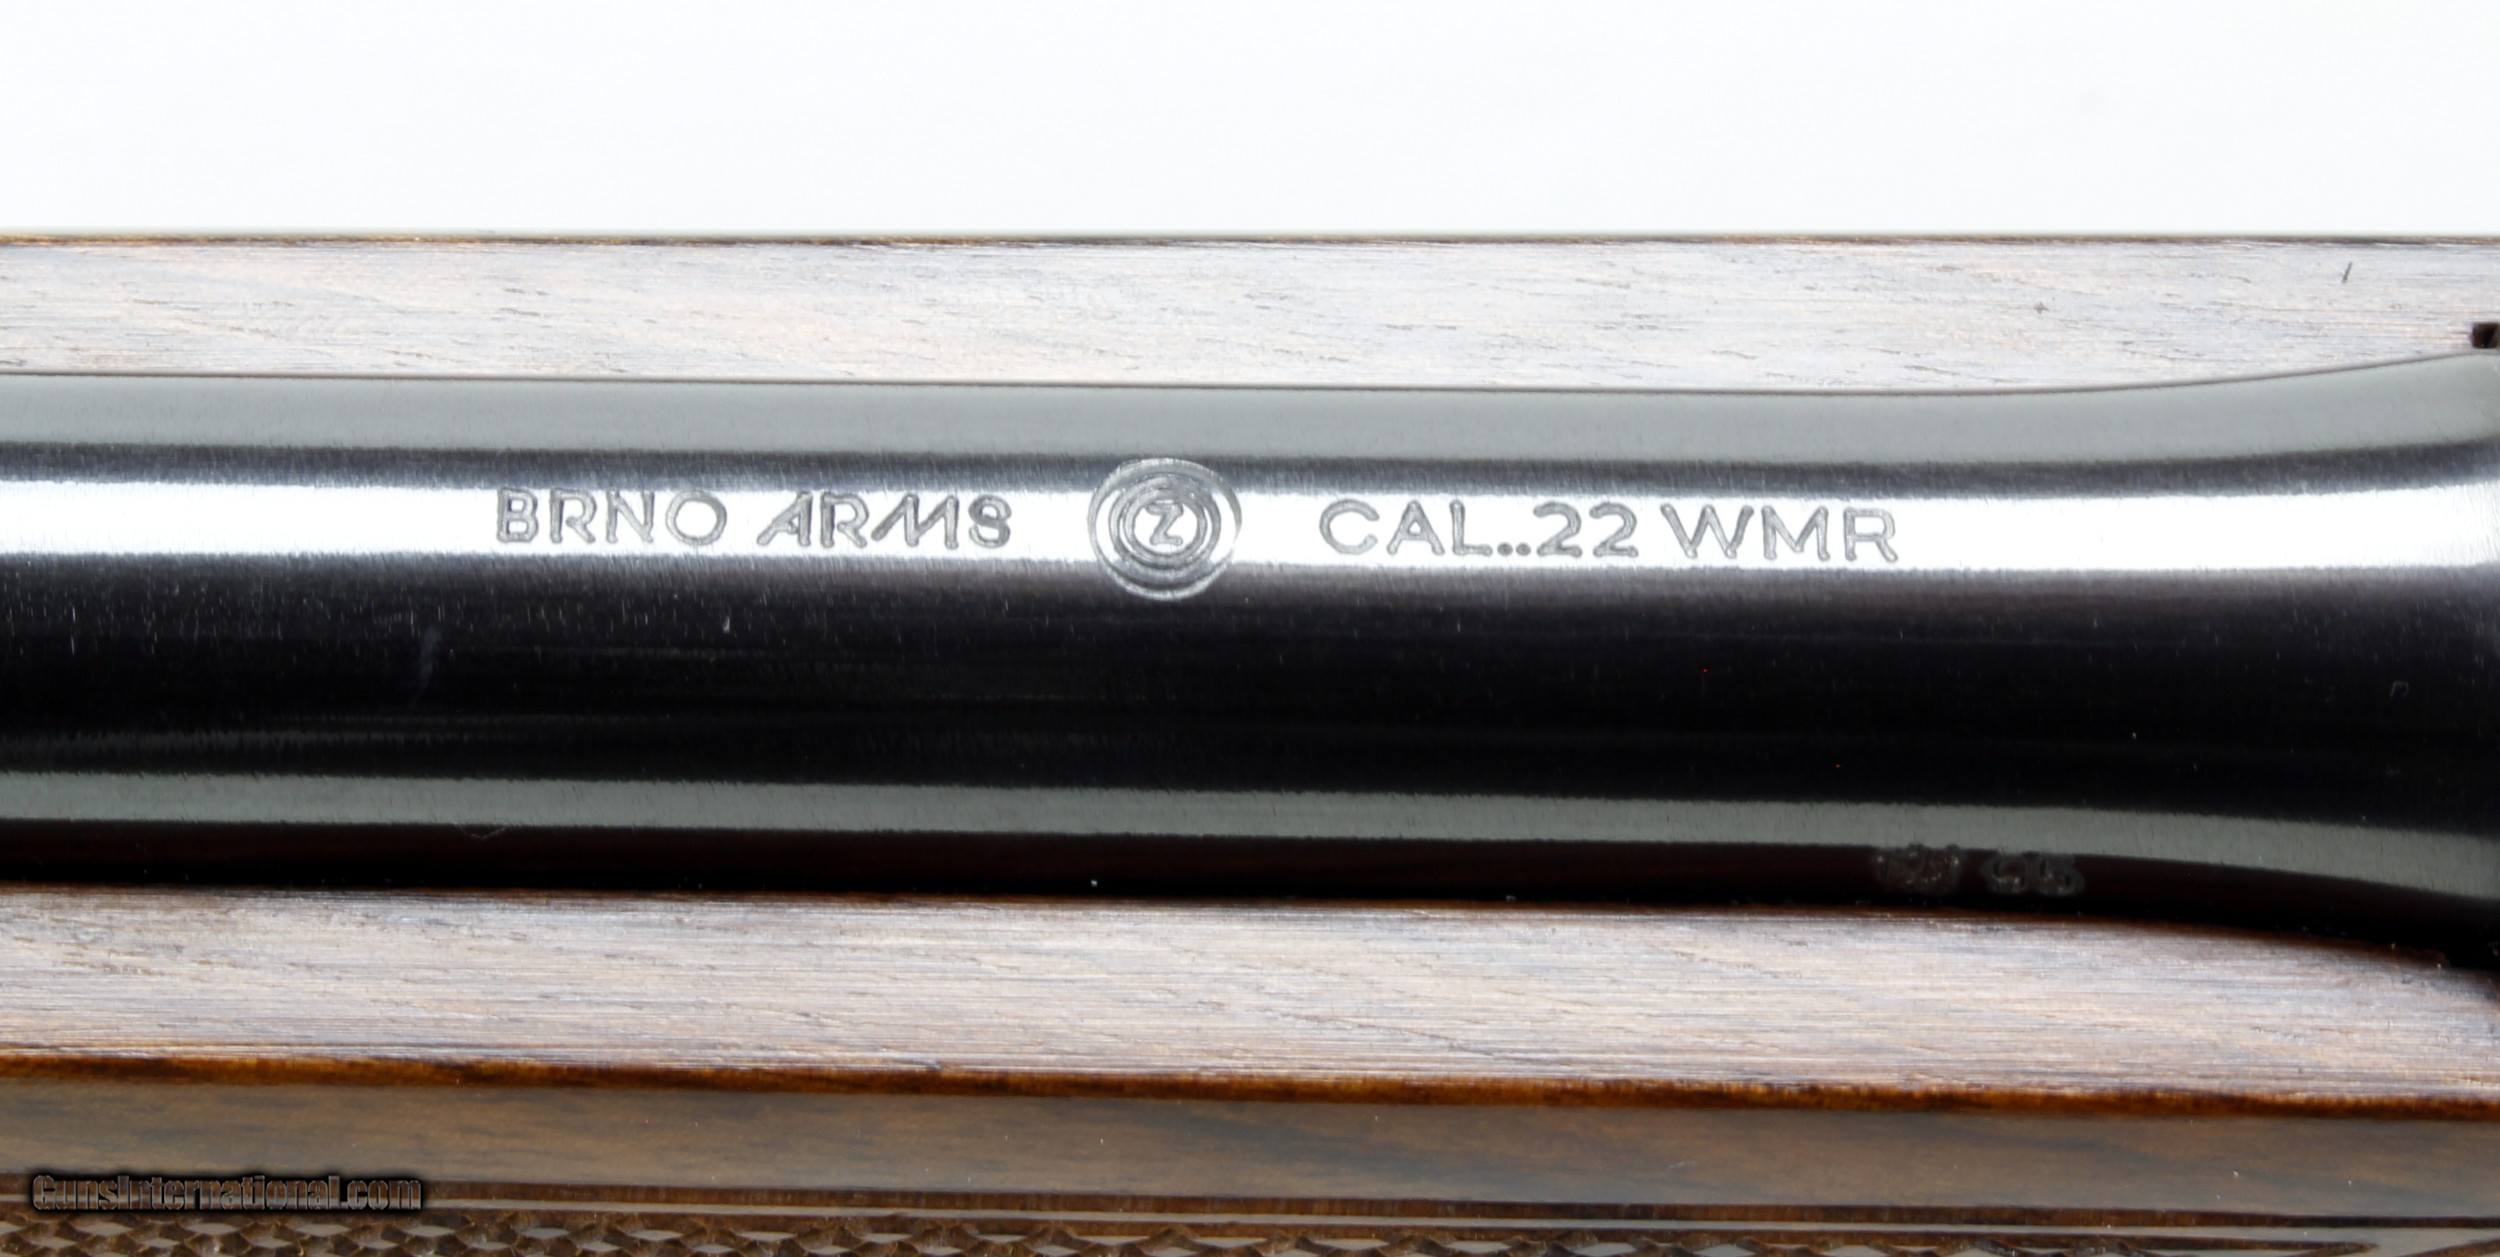 BRNO ARMS Z CAL..22 WMR
GunsInternational.com